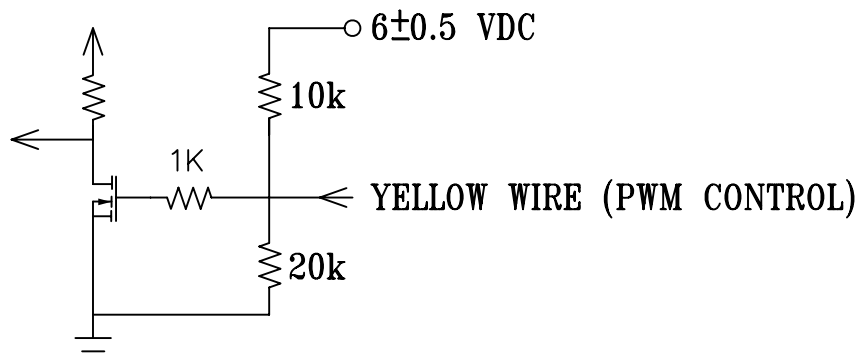 6±0.5 VDC
10k
1K
YELLOW WIRE (PWM CONTROL)
20k